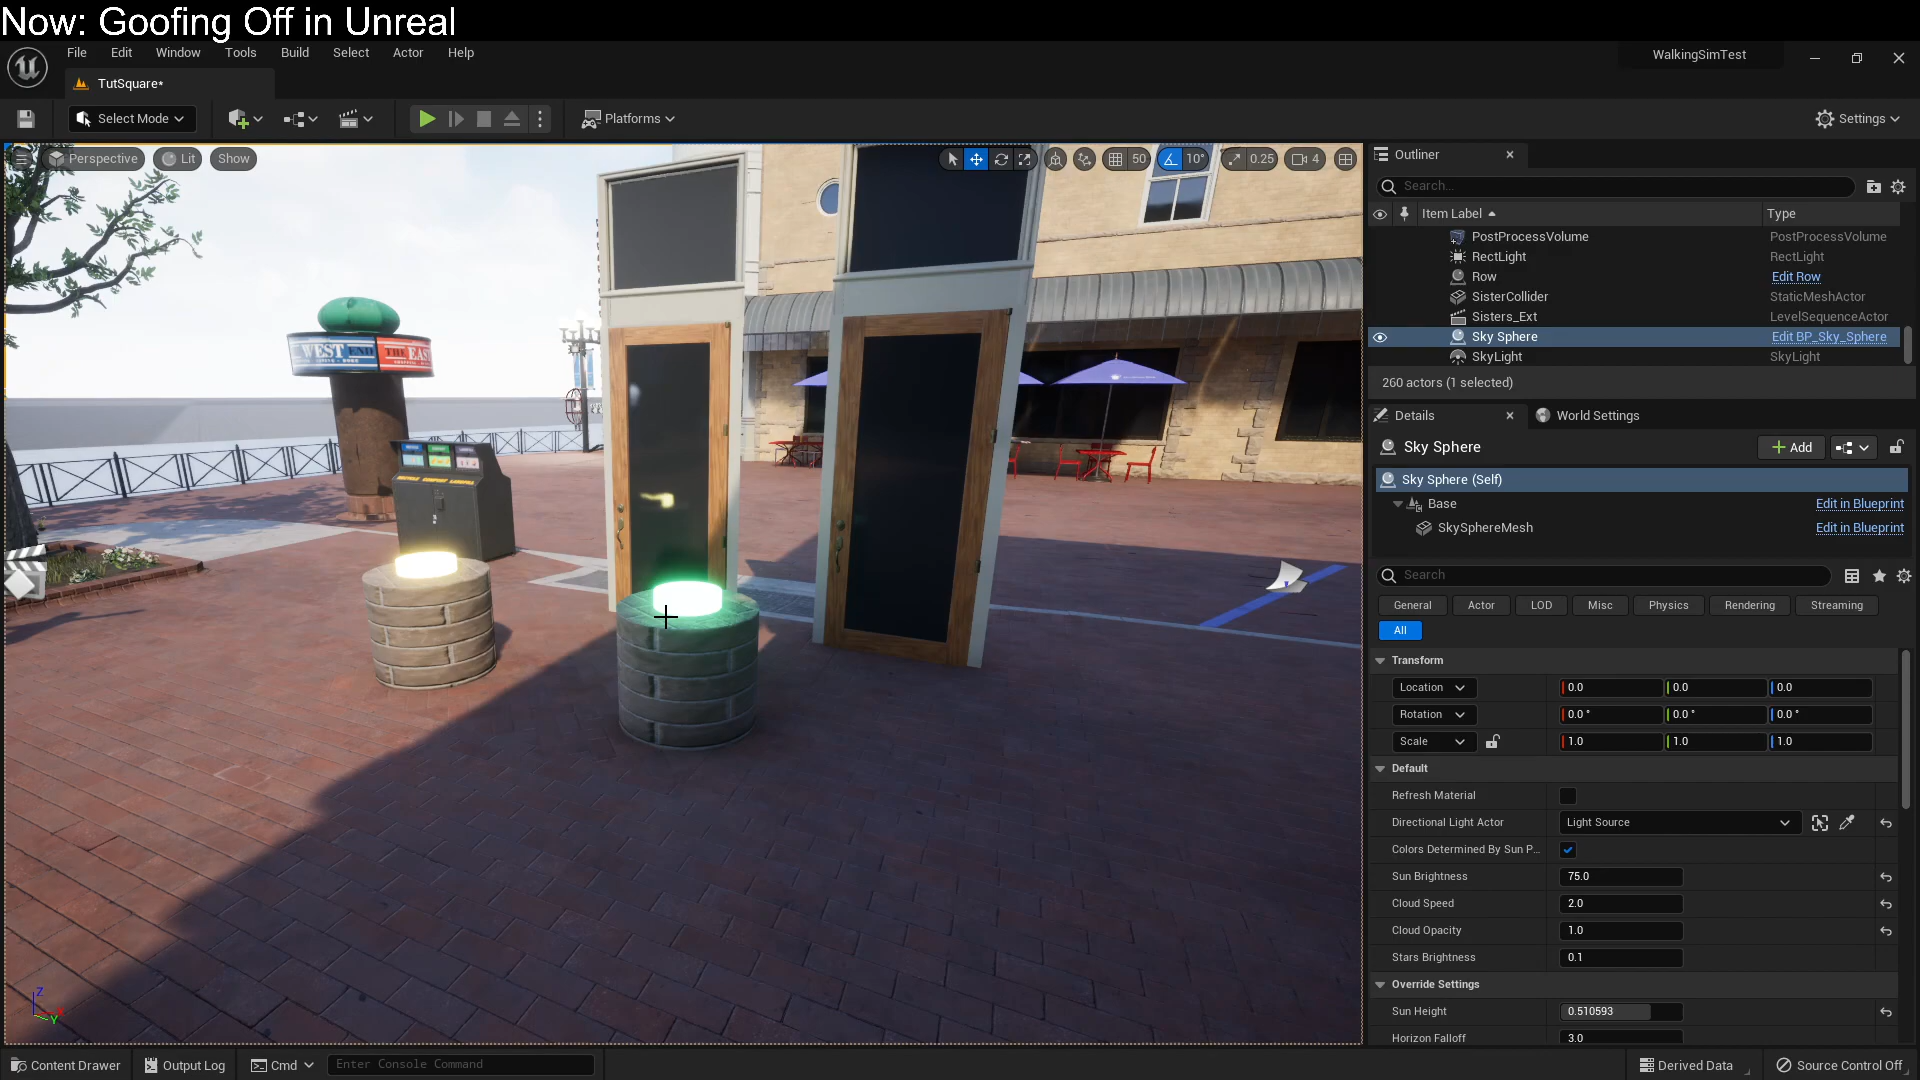 Now: Goofing Off in Unreal
File Edit Window Tools Build Select Actor Help
WalkingSimTest
TutSquare*
Select Mode
Platforms
Settings
Perspective Lit Show
50 10° 0.25 4
WEST END
THE EAS
Outliner
Search...
Item Label Type
PostProcessVolume PostProcessVolume
RectLight RectLight
Row Edit Row
SisterCollider StaticMeshActor
Sisters_Ext LevelSequenceActor
Sky Sphere Edit BP_Sky_Sphere
SkyLight SkyLight
260 actors (1 selected)
Details World Settings
Sky Sphere Add
Sky Sphere (Self)
Base Edit in Blueprint
SkySphereMesh Edit in Blueprint
Search
General Actor LOD Misc Physics Rendering Streaming
All
Transform
Location 0.0 0.0 0.0
Rotation 0.0 ° 0.0 ° 0.0 °
Scale 1.0 1.0 1.0
Default
Refresh Material
Directional Light Actor Light Source
Colors Determined By Sun P...
Sun Brightness 75.0
Cloud Speed 2.0
Cloud Opacity 1.0
Stars Brightness 0.1
Override Settings
Sun Height 0.510593
Horizon Falloff 3.0
Z
X
Y
Content Drawer Output Log Cmd Enter Console Command Derived Data Source Control Off